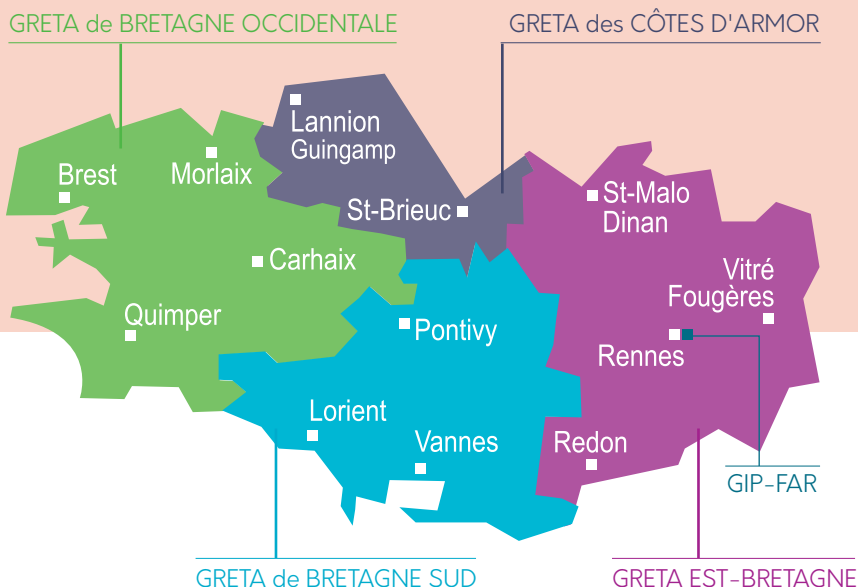 GRETA de BRETAGNE OCCIDENTALE
GRETA des CÔTES D'ARMOR
Lannion
Guingamp
Brest
Morlaix
St-Brieuc
St-Malo
Dinan
Carhaix
Vitré
Fougères
Quimper
Pontivy
Rennes
Lorient
Vannes
Redon
GIP-FAR
GRETA de BRETAGNE SUD
GRETA EST-BRETAGNE